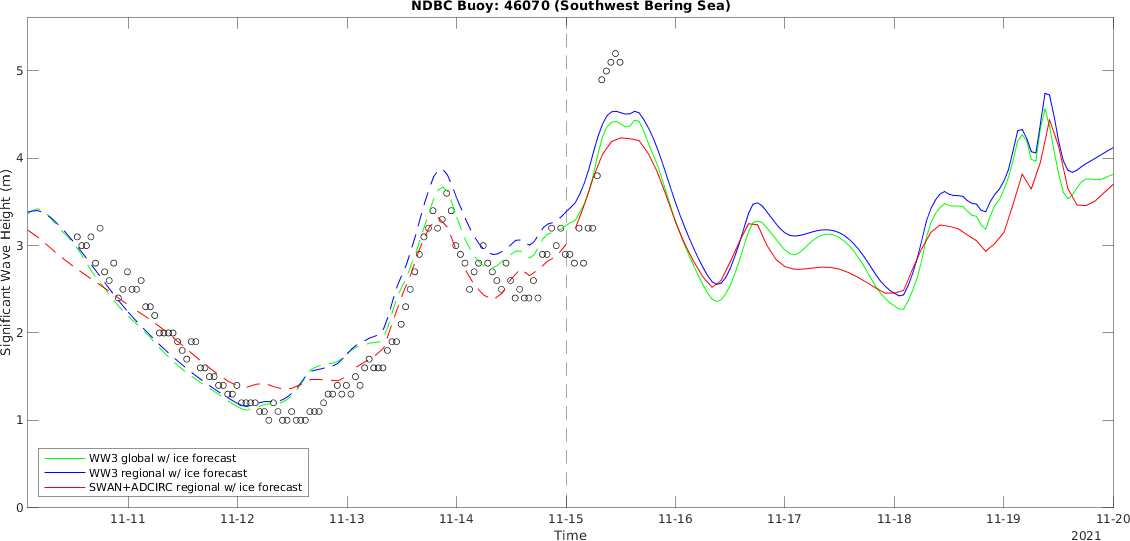 NDBC Buoy: 46070 (Southwest Bering Sea)
Significant Wave Height (m)
5
4
3
2
1
0
WW3 global w/ ice forecast
WW3 regional w/ ice forecast
SWAN+ADCIRC regional w/ ice forecast
11-11 11-12 11-13 11-14 11-15 11-16 11-17 11-18 11-19 11-20
Time
2021